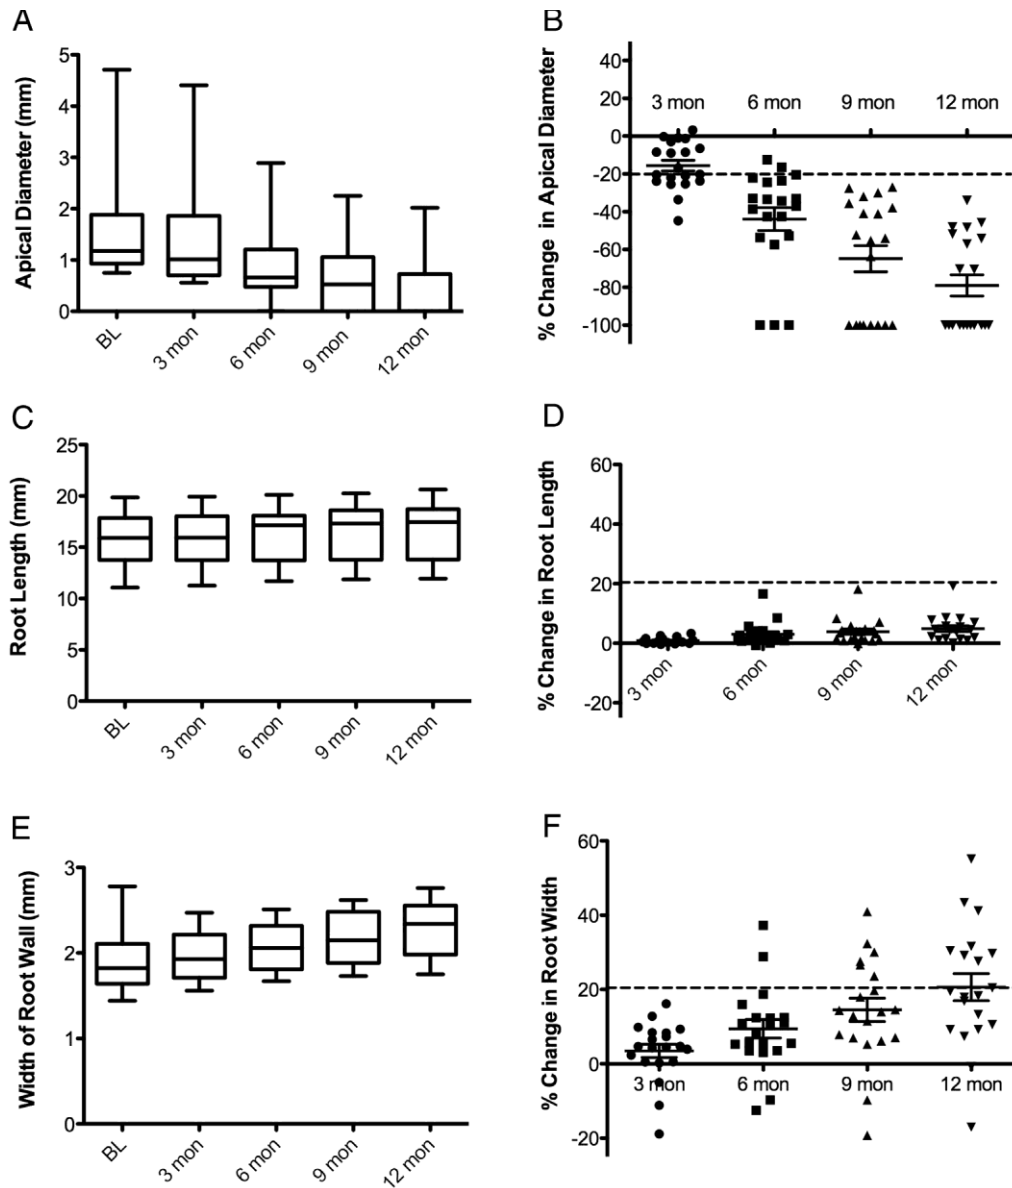 A
Apical Diameter (mm)
5
4
3
2
1
0
BL
3 mon
6 mon
9 mon
12 mon
B
% Change in Apical Diameter
40
20
0
-20
-40
-60
-80
-100
3 mon
6 mon
9 mon
12 mon
C
Root Length (mm)
25
20
15
10
5
0
BL
3 mon
6 mon
9 mon
12 mon
D
% Change in Root Length
60
40
20
0
-20
3 mon
6 mon
9 mon
12 mon
E
Width of Root Wall (mm)
3
2
1
0
BL
3 mon
6 mon
9 mon
12 mon
F
% Change in Root Width
60
40
20
0
-20
3 mon
6 mon
9 mon
12 mon